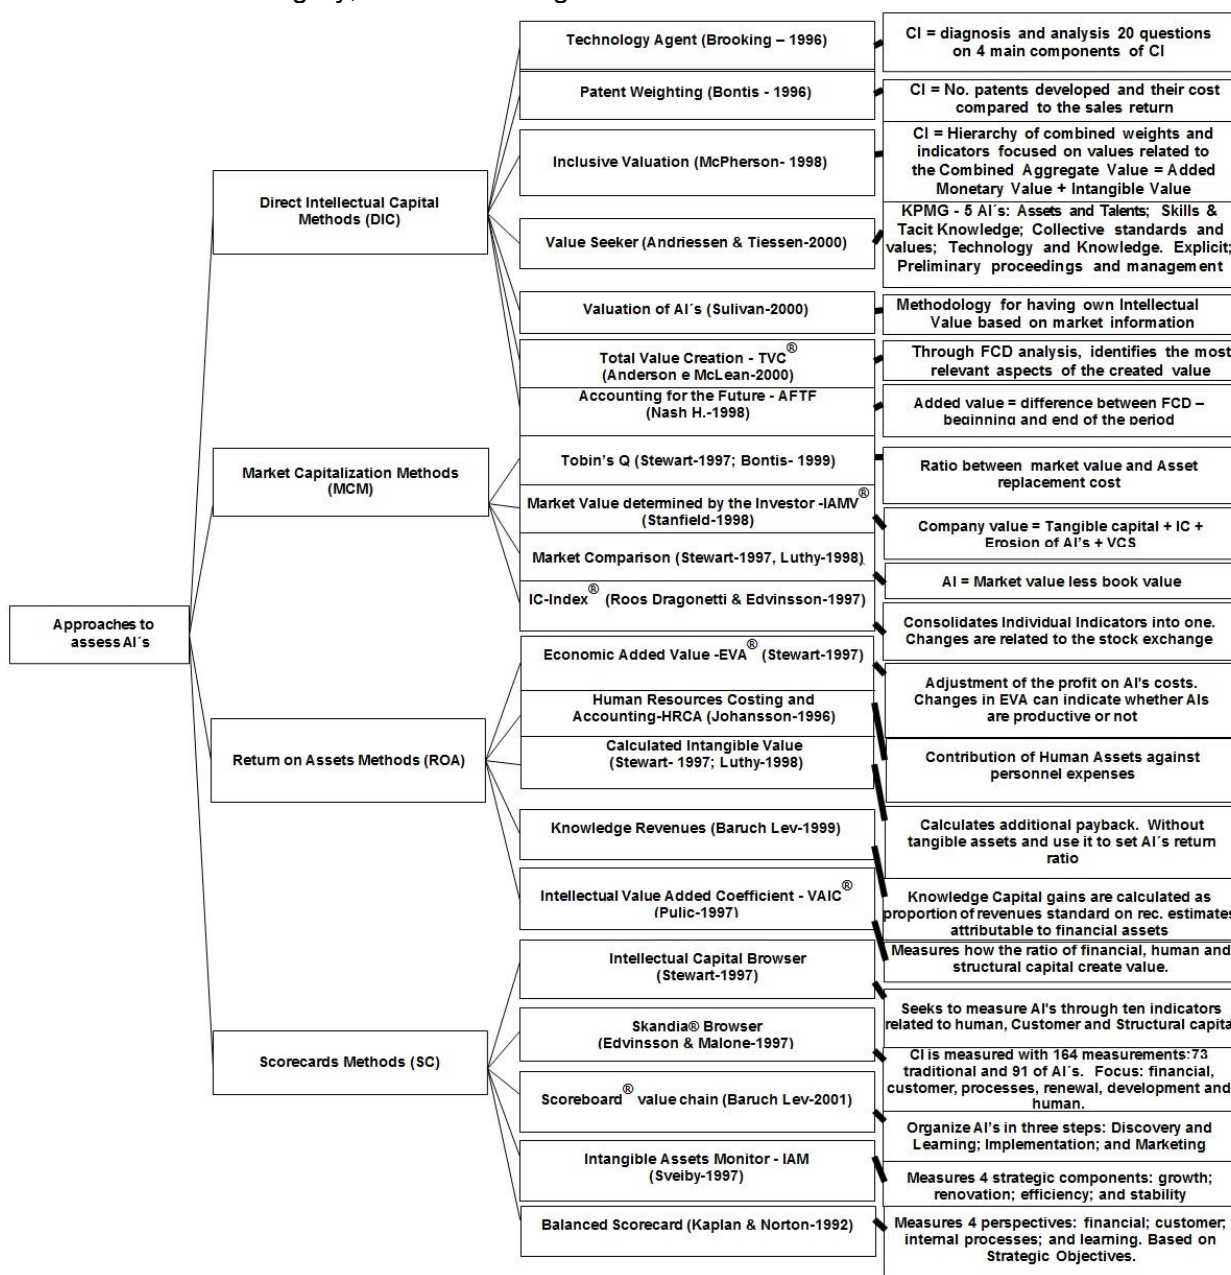 Technology Agent (Brooking – 1996)
CI = diagnosis and analysis 20 questions
on 4 main components of CI
Patent Weighting (Bontis - 1996)
CI = No. patents developed and their cost
compared to the sales return
Inclusive Valuation (McPherson- 1998)
CI = Hierarchy of combined weights and
indicators focused on values related to
the Combined Aggregate Value = Added
Monetary Value + Intangible Value
Direct Intellectual Capital
Methods (DIC)
Value Seeker (Andriessen & Tiessen-2000)
KPMG - 5 AI´s: Assets and Talents; Skills &
Tacit Knowledge; Collective standards and
values; Technology and Knowledge. Explicit;
Preliminary proceedings and management
Valuation of AI´s (Sulivan-2000)
Methodology for having own Intellectual
Value based on market information
Total Value Creation - TVC®
(Anderson e McLean-2000)
Through FCD analysis, identifies the most
relevant aspects of the created value
Accounting for the Future - AFTF
(Nash H.-1998)
Added value = difference between FCD –
beginning and end of the period
Market Capitalization Methods
(MCM)
Tobin's Q (Stewart-1997; Bontis- 1999)
Ratio between market value and Asset
replacement cost
Market Value determined by the Investor -IAMV®
(Stanfield-1998)
Company value = Tangible capital + IC +
Erosion of AI's + VCS
Market Comparison (Stewart-1997, Luthy-1998)
AI = Market value less book value
IC-Index® (Roos Dragonetti & Edvinsson-1997)
Consolidates Individual Indicators into one.
Changes are related to the stock exchange
Approaches to
assess AI´s
Economic Added Value -EVA® (Stewart-1997)
Adjustment of the profit on AI's costs.
Changes in EVA can indicate whether AIs
are productive or not
Human Resources Costing and
Accounting-HRCA (Johansson-1996)
Contribution of Human Assets against
personnel expenses
Return on Assets Methods (ROA)
Calculated Intangible Value
(Stewart- 1997; Luthy-1998)
Calculates additional payback. Without
tangible assets and use it to set AI´s return
ratio
Knowledge Revenues (Baruch Lev-1999)
Knowledge Capital gains are calculated as
proportion of revenues standard on rec. estimates
attributable to financial assets
Intellectual Value Added Coefficient - VAIC®
(Pulic-1997)
Measures how the ratio of financial, human and
structural capital create value.
Intellectual Capital Browser
(Stewart-1997)
Seeks to measure AI's through ten indicators
related to human, Customer and Structural capita
Skandia® Browser
(Edvinsson & Malone-1997)
CI is measured with 164 measurements:73
traditional and 91 of AI´s. Focus: financial,
customer, processes, renewal, development and
human.
Scorecards Methods (SC)
Scoreboard® value chain (Baruch Lev-2001)
Organize AI's in three steps: Discovery and
Learning; Implementation; and Marketing
Intangible Assets Monitor - IAM
(Sveiby-1997)
Measures 4 strategic components: growth;
renovation; efficiency; and stability
Balanced Scorecard (Kaplan & Norton-1992)
Measures 4 perspectives: financial; customer;
internal processes; and learning. Based on
Strategic Objectives.